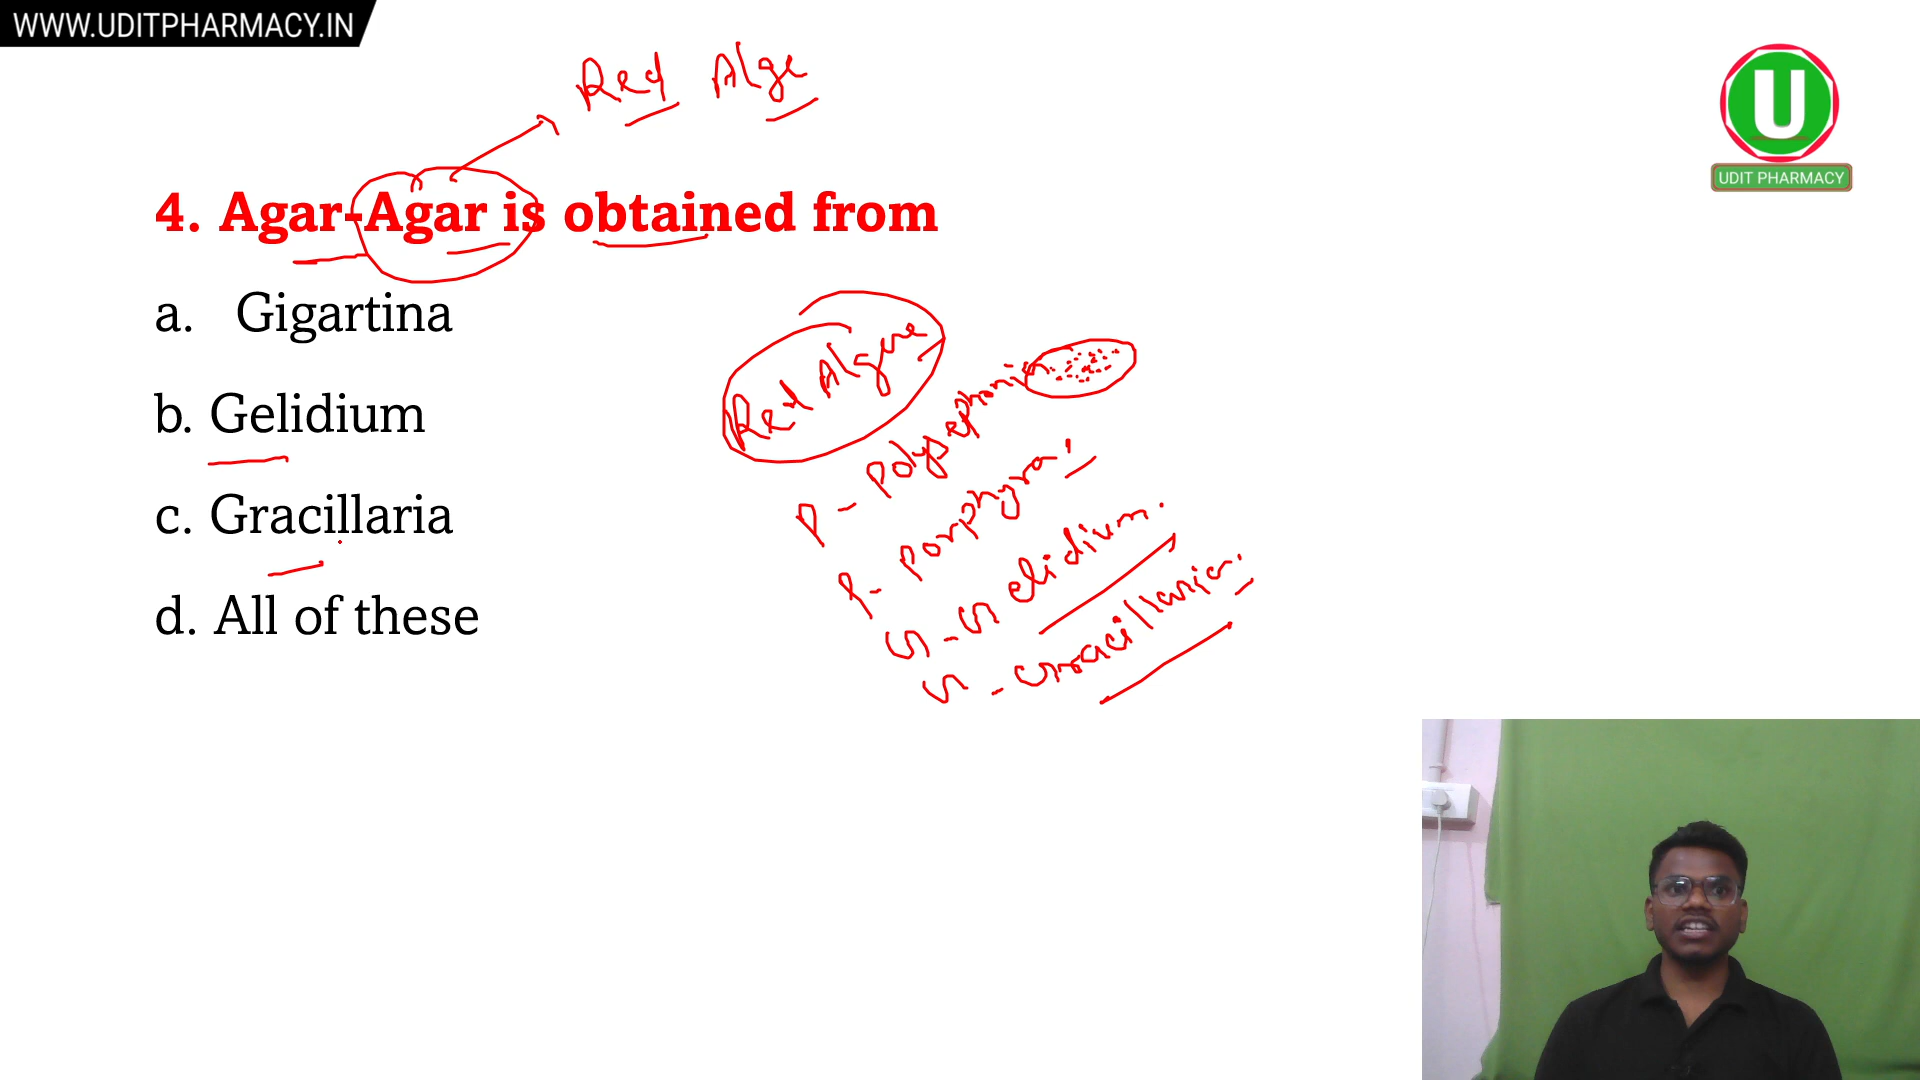 WWW.UDITPHARMACY.IN
Red Alge
U
UDIT PHARMACY
4. Agar-Agar is obtained from
a. Gigartina
b. Gelidium
c. Gracillaria
d. All of these
Red Algae
P - Polysephonia
P - Porphyra.
G - Gelidium.
G - Gracillaria.